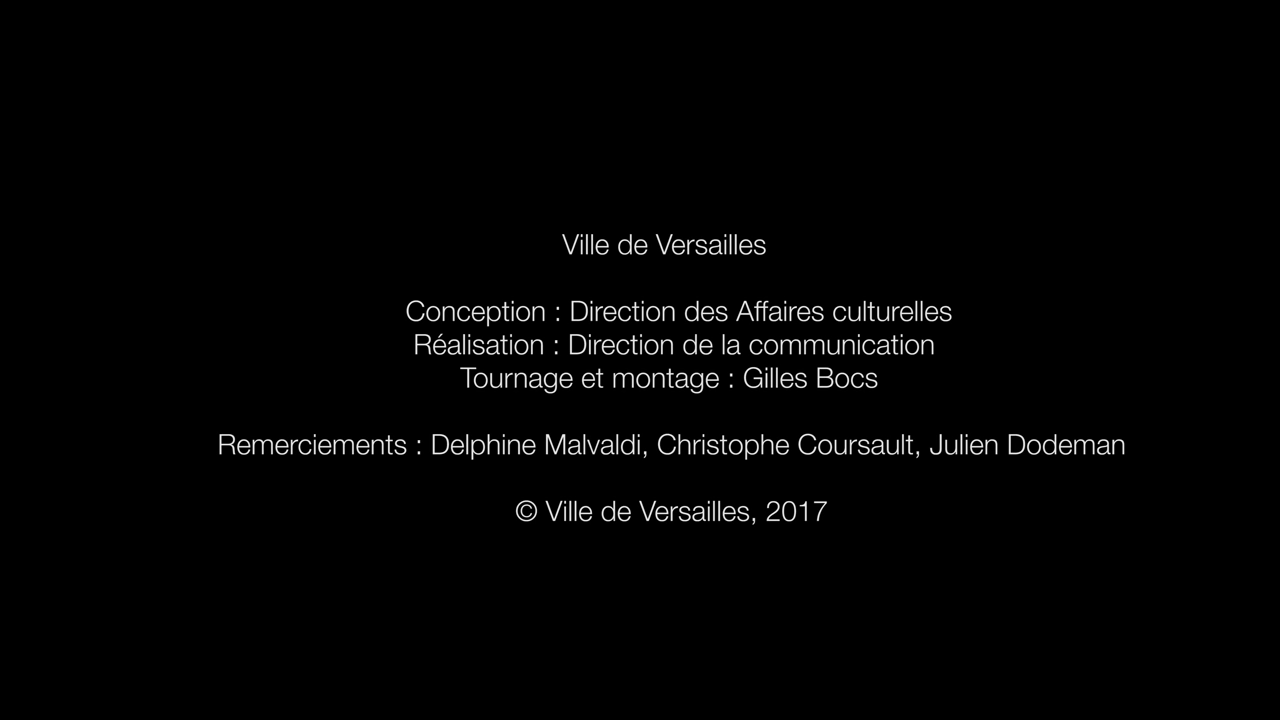 Ville de Versailles
Conception : Direction des Affaires culturelles
Réalisation : Direction de la communication
Tournage et montage : Gilles Bocs
Remerciements : Delphine Malvaldi, Christophe Coursault, Julien Dodeman
© Ville de Versailles, 2017